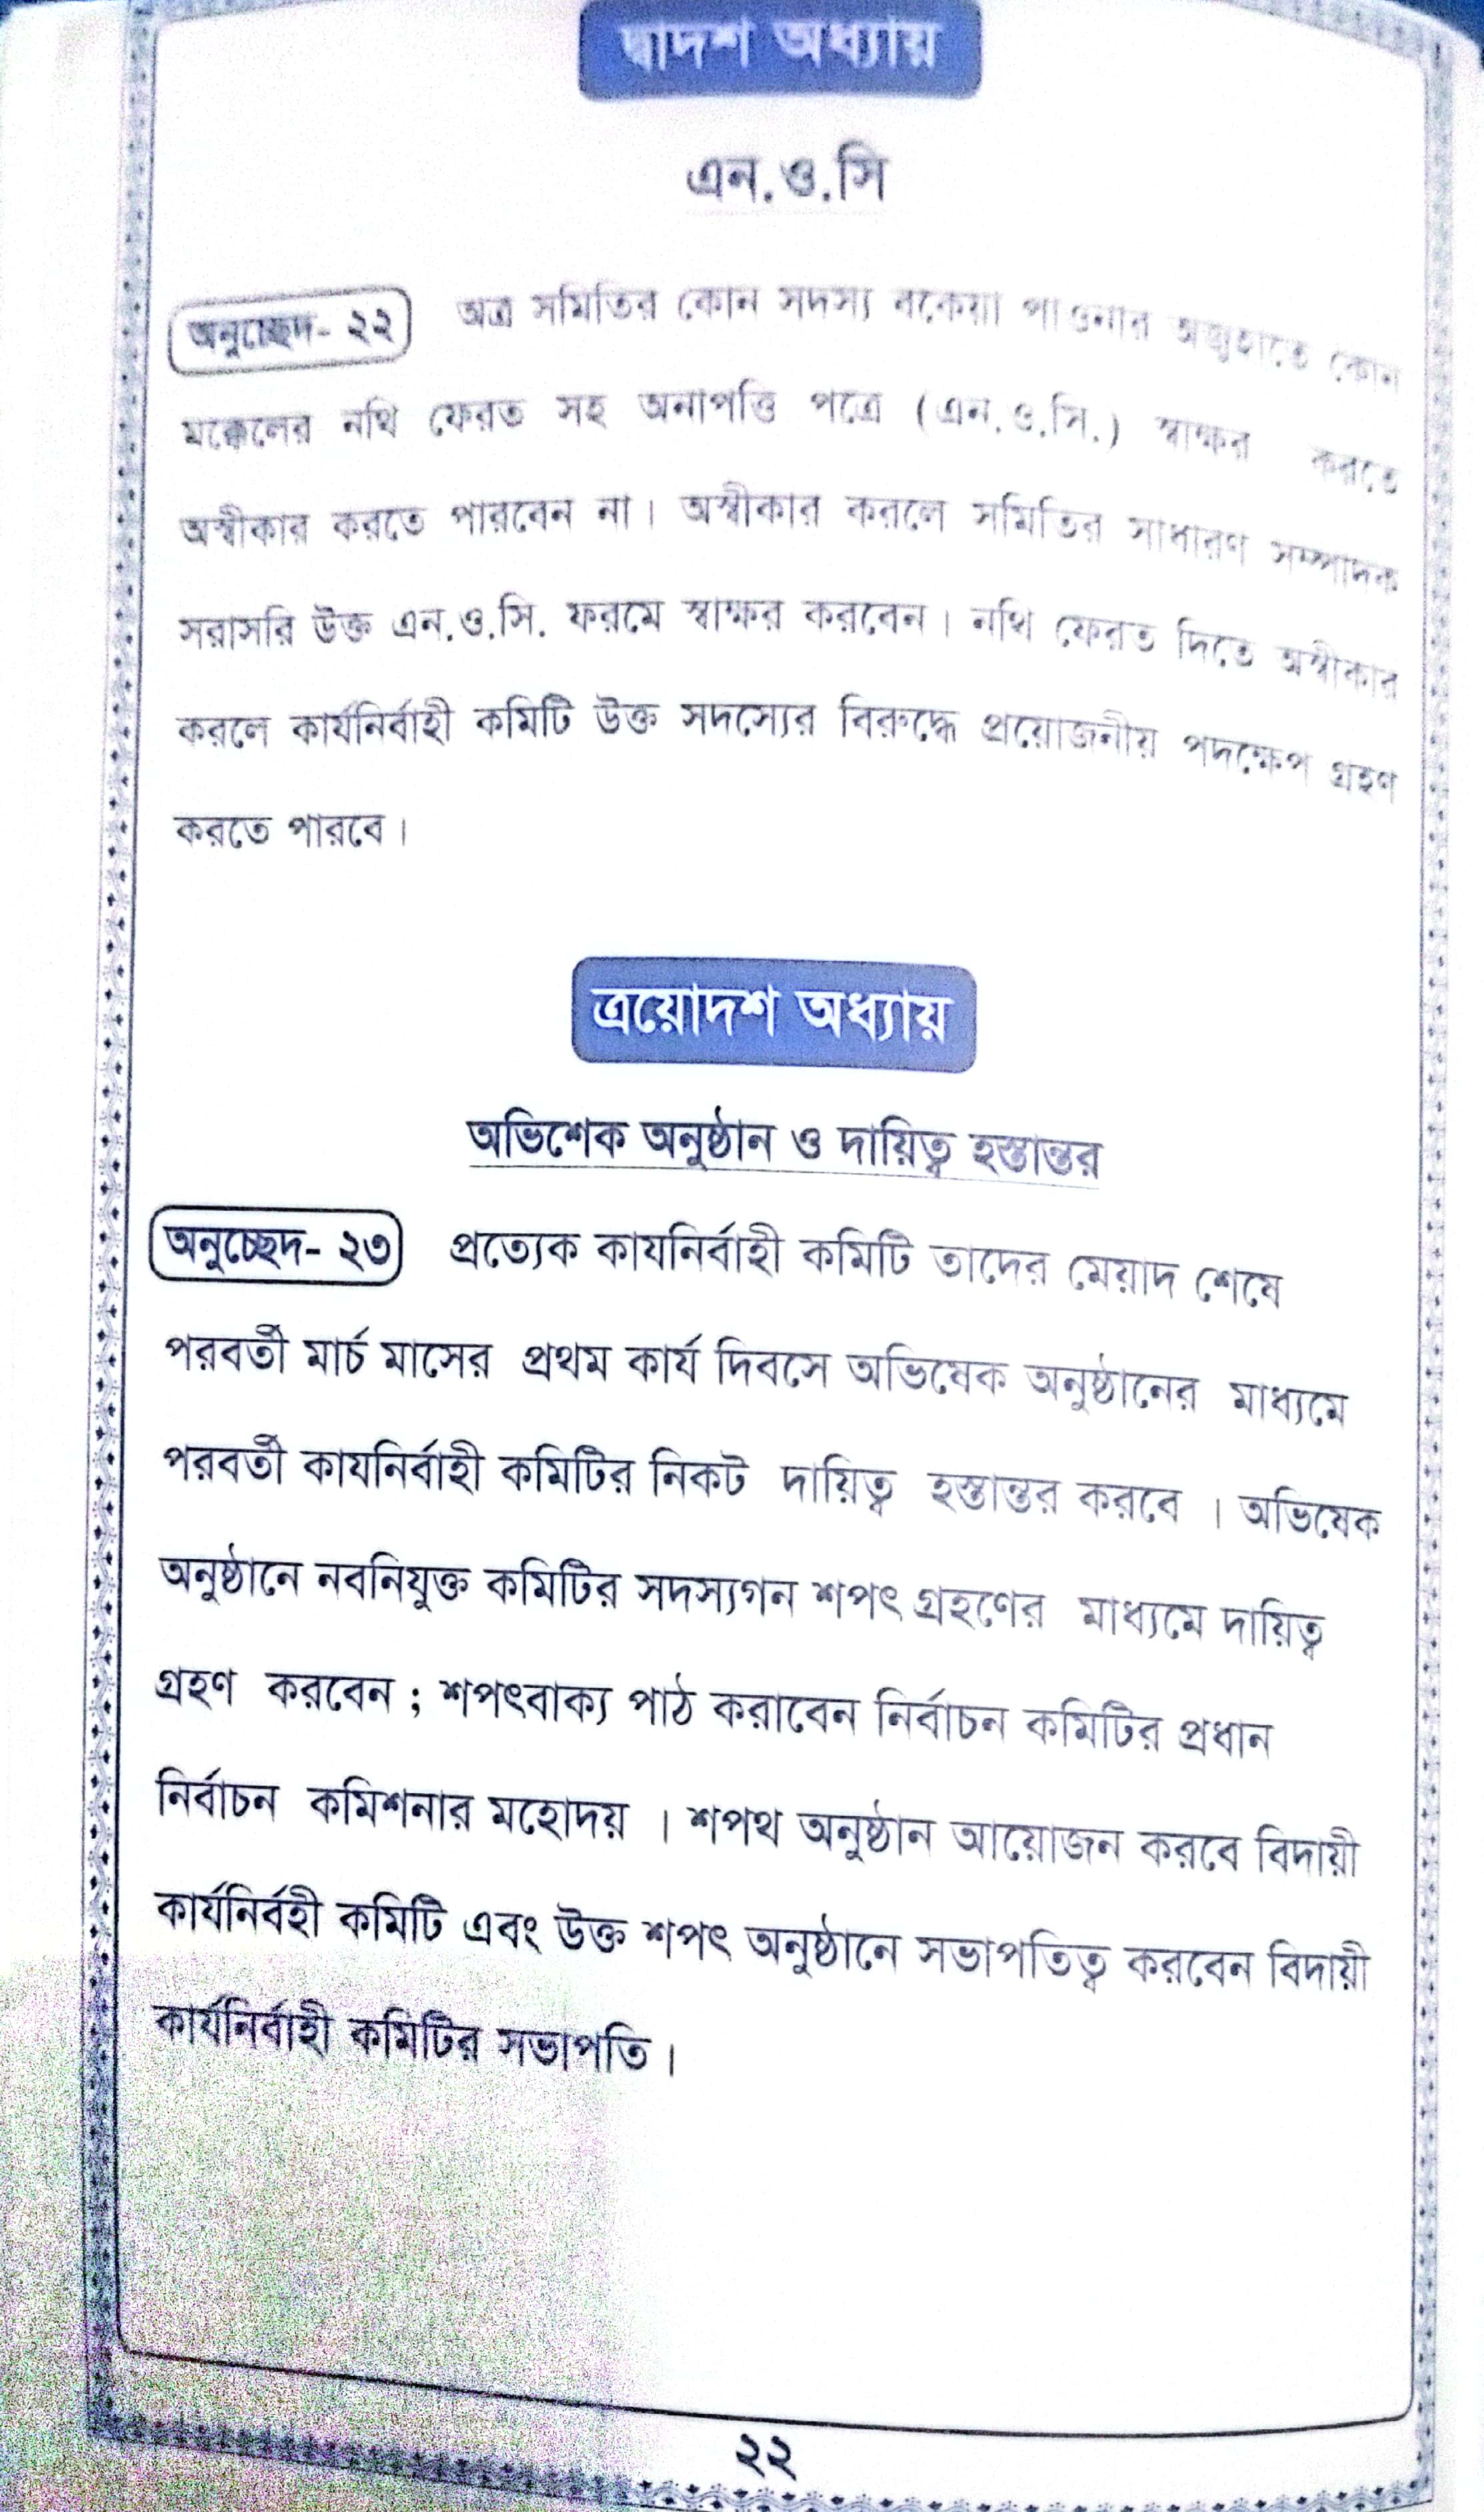 দ্বাদশ অধ্যায়
এন.ও.সি
অনুচ্ছেদ- ২২ অত্র সমিতির কোন সদস্য বকেয়া পাওনার অজুহাতে কোন
মক্কেলের নথি ফেরত সহ অনাপত্তি পত্রে (এন.ও.সি.) স্বাক্ষর করতে
অস্বীকার করতে পারবেন না। অস্বীকার করলে সমিতির সাধারণ সম্পাদক
সরাসরি উক্ত এন.ও.সি. ফরমে স্বাক্ষর করবেন। নথি ফেরত দিতে অস্বীকার
করলে কার্যনির্বাহী কমিটি উক্ত সদস্যের বিরুদ্ধে প্রয়োজনীয় পদক্ষেপ গ্রহণ
করতে পারবে।
ত্রয়োদশ অধ্যায়
অভিশেক অনুষ্ঠান ও দায়িত্ব হস্তান্তর
অনুচ্ছেদ- ২৩ প্রত্যেক কাযনির্বাহী কমিটি তাদের মেয়াদ শেষে
পরবর্তী মার্চ মাসের প্রথম কার্য দিবসে অভিষেক অনুষ্ঠানের মাধ্যমে
পরবর্তী কাযনির্বাহী কমিটির নিকট দায়িত্ব হস্তান্তর করবে । অভিষেক
অনুষ্ঠানে নবনিযুক্ত কমিটির সদস্যগন শপৎ গ্রহণের মাধ্যমে দায়িত্ব
গ্রহণ করবেন ; শপৎবাক্য পাঠ করাবেন নির্বাচন কমিটির প্রধান
নির্বাচন কমিশনার মহোদয় । শপথ অনুষ্ঠান আয়োজন করবে বিদায়ী
কার্যনির্বহী কমিটি এবং উক্ত শপৎ অনুষ্ঠানে সভাপতিত্ব করবেন বিদায়ী
কার্যনির্বাহী কমিটির সভাপতি ।
২২